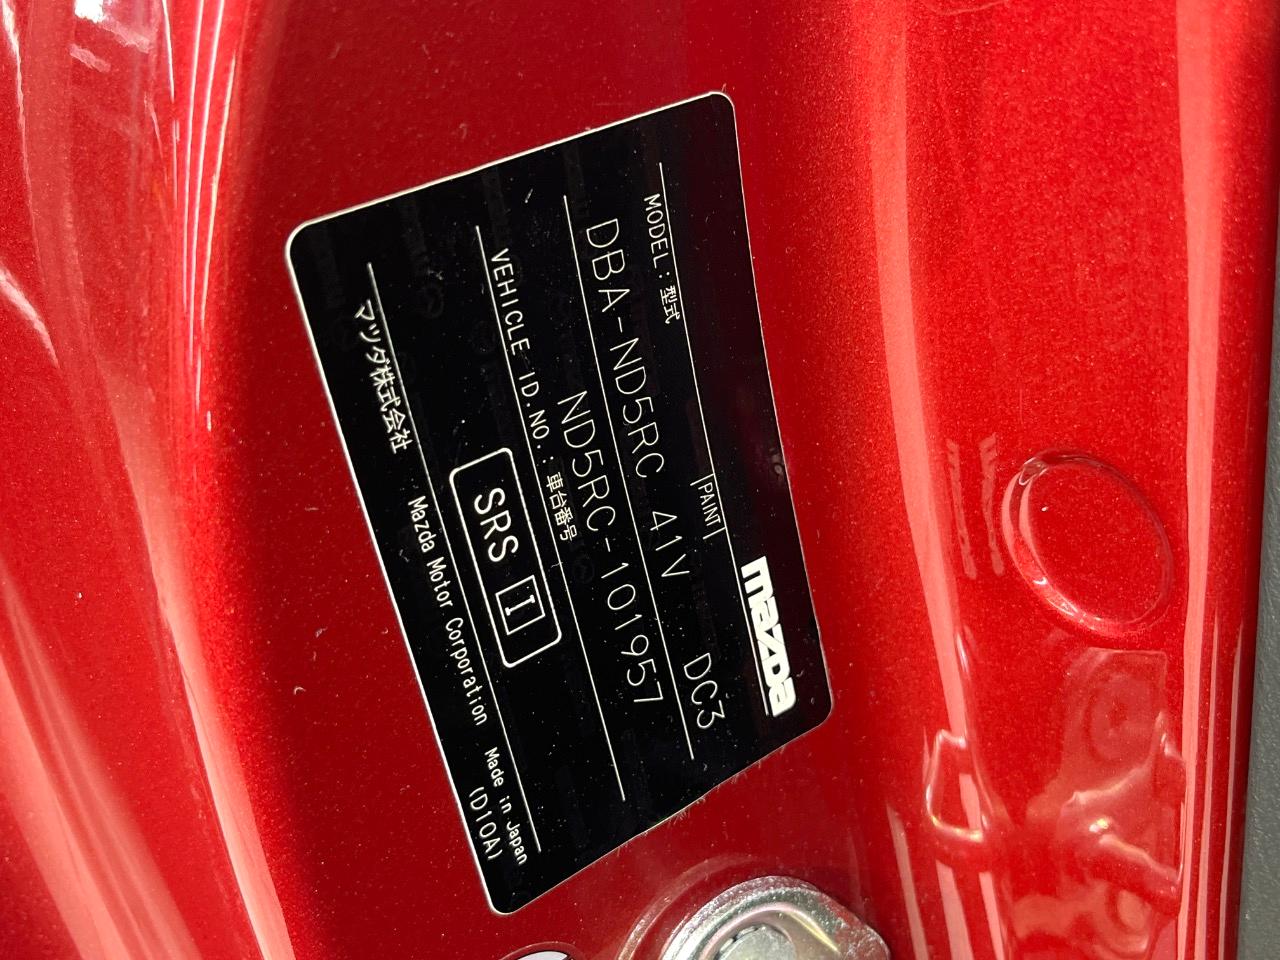 mazda
MODEL:型式 PAINT
DBA-ND5RC 41V DC3
ND5RC-101957
VEHICLE ID.NO.:車台番号
SRS I
マツダ株式会社 Mazda Motor Corporation Made in Japan
(D10A)